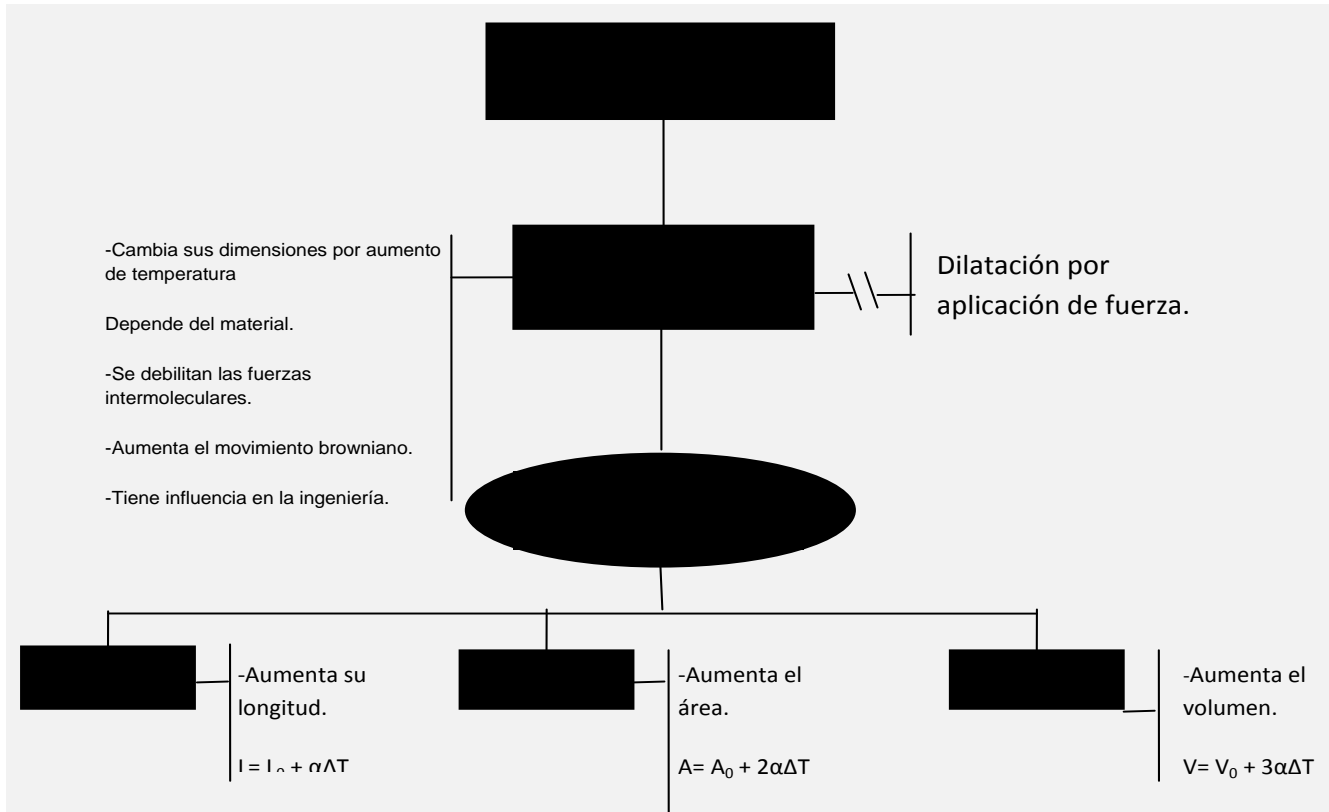 -Cambia sus dimensiones por aumento
de temperatura
Depende del material.
-Se debilitan las fuerzas
intermoleculares.
-Aumenta el movimiento browniano.
-Tiene influencia en la ingeniería.
Dilatación por
aplicación de fuerza.
-Aumenta su
longitud.
L= L₀ + αΔT
-Aumenta el
área.
A= A₀ + 2αΔT
-Aumenta el
volumen.
V= V₀ + 3αΔT